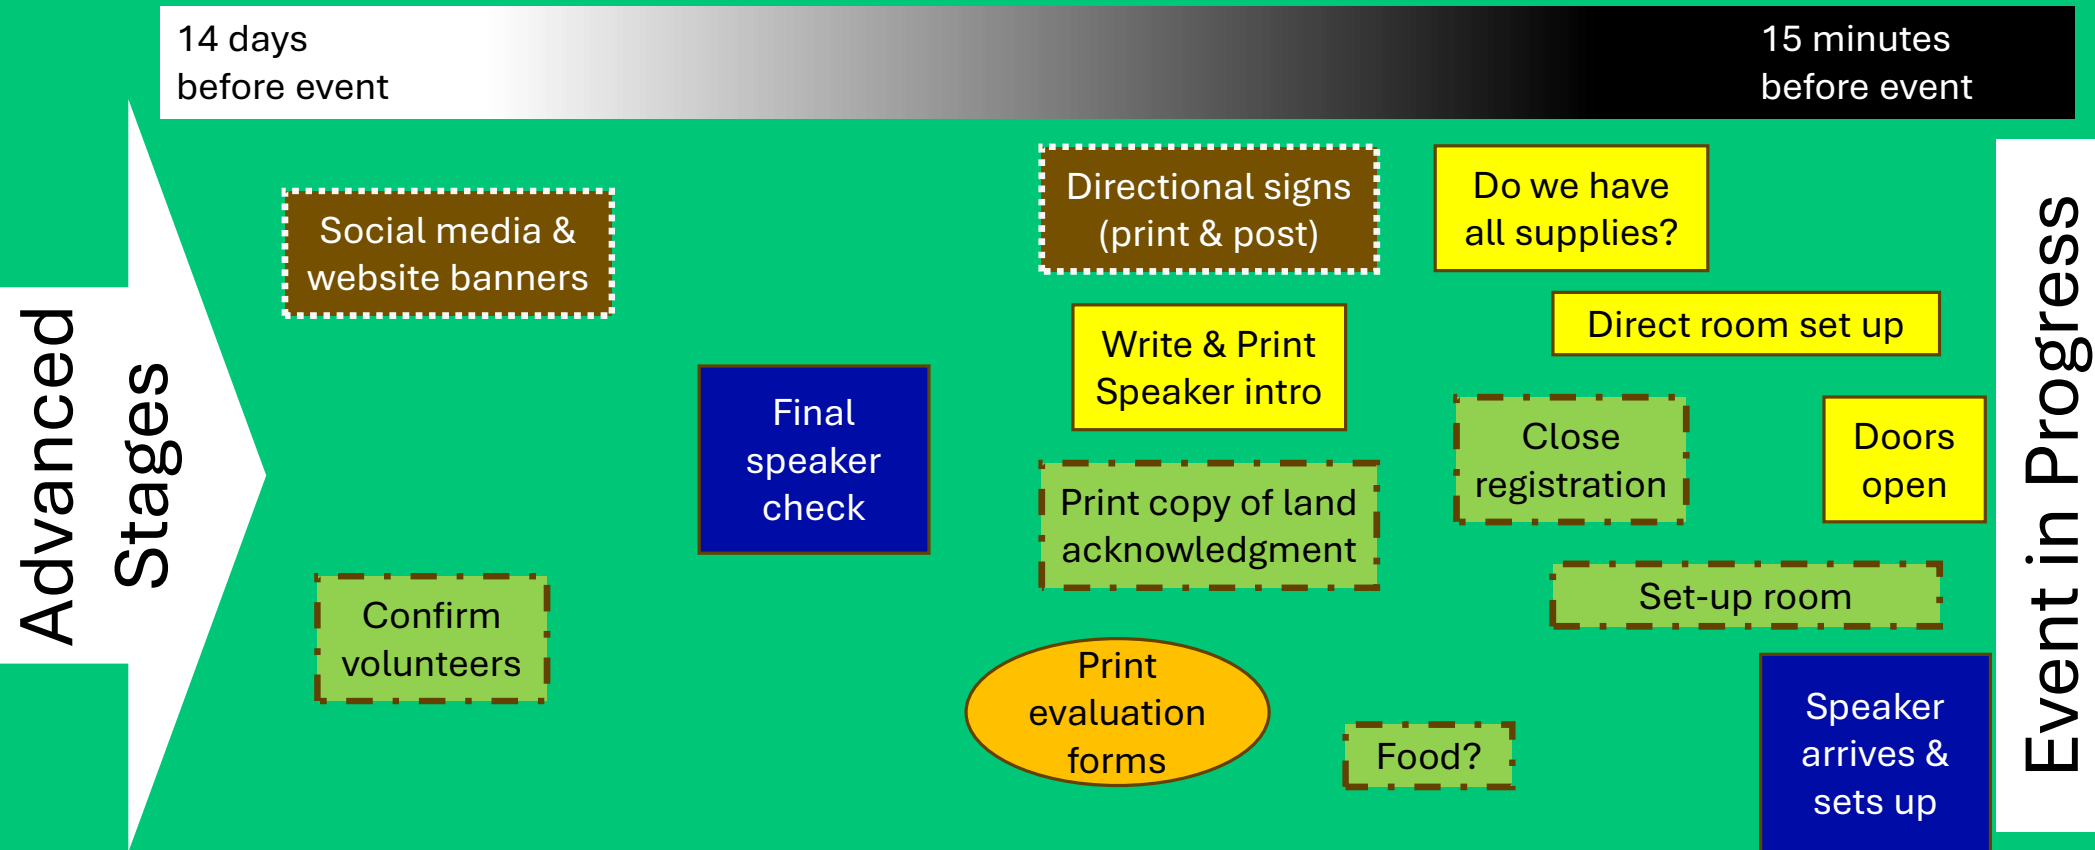 14 days
before event
15 minutes
before event
Advanced
Stages
Social media &
website banners
Confirm
volunteers
Final
speaker
check
Directional signs
(print & post)
Write & Print
Speaker intro
Print copy of land
acknowledgment
Print
evaluation
forms
Do we have
all supplies?
Direct room set up
Close
registration
Doors
open
Set-up room
Food?
Speaker
arrives &
sets up
Event in Progress